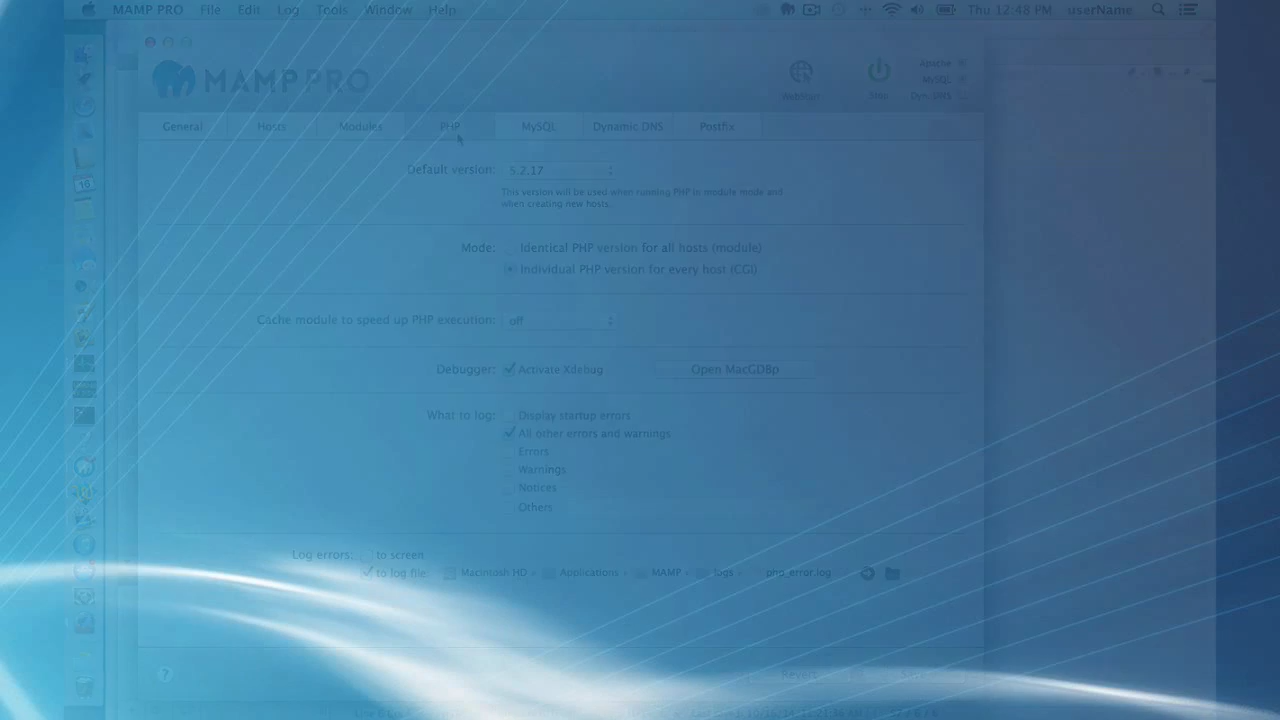 MAMP PRO File Edit Log Tools Window Help Thu 12:48 PM userName
MAMP PRO
WebStart Stop
Apache
MySQL
Dyn. DNS
General Hosts Modules PHP MySQL Dynamic DNS Postfix
Default version: 5.2.17
This version will be used when running PHP in module mode and
when creating new hosts.
Mode: Identical PHP version for all hosts (module)
Individual PHP version for every host (CGI)
Cache module to speed up PHP execution: off
Debugger: Activate Xdebug Open MacGDBp
What to log: Display startup errors
All other errors and warnings
Errors
Warnings
Notices
Others
Log errors: to screen
to log file: Macintosh HD Applications MAMP logs php_error.log
? Revert